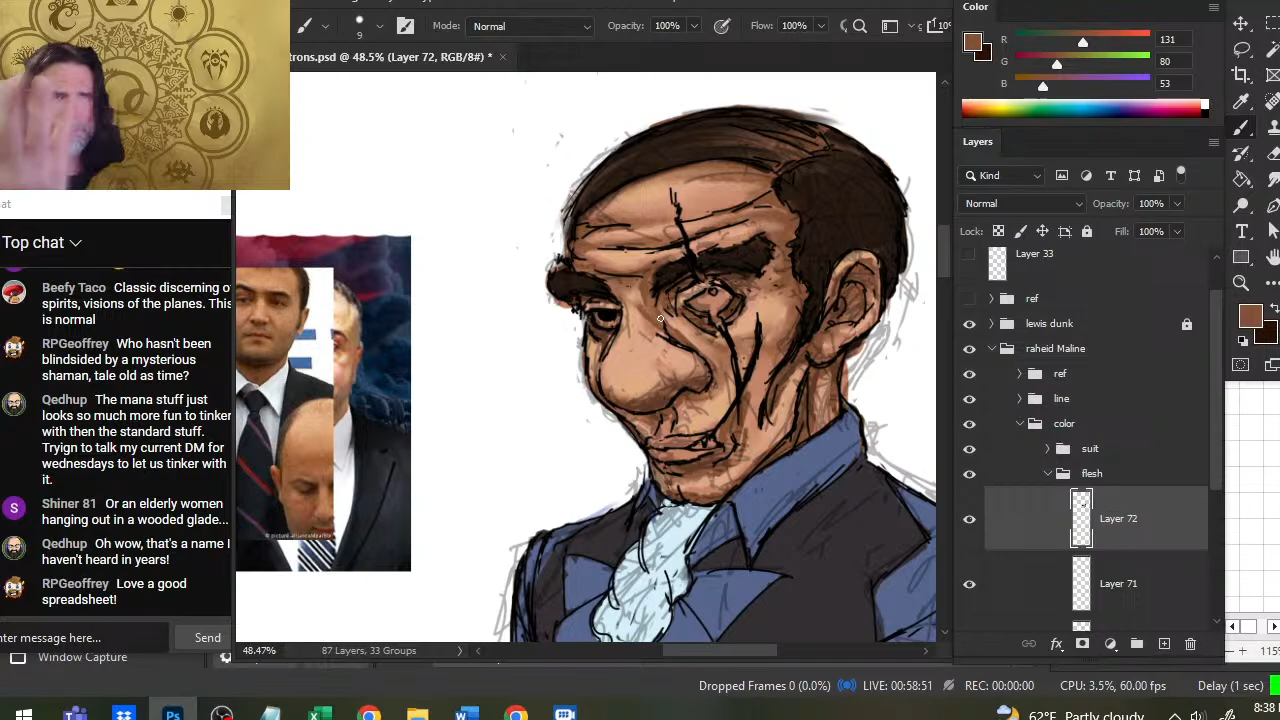 9
Mode: Normal
Opacity: 100%
Flow: 100%
trons.psd @ 48.5% (Layer 72, RGB/8#) *
Color
R 131
G 80
B 53
Layers
Kind
Normal
Opacity: 100%
Lock:
Fill: 100%
Layer 33
ref
lewis dunk
raheid Maline
ref
line
color
suit
flesh
Layer 72
Layer 71
at
Top chat
Beefy Taco Classic discerning of
spirits, visions of the planes. This
is normal
RPGeoffrey Who hasn't been
blindsided by a mysterious
shaman, tale old as time?
Qedhup The mana stuff just
looks so much more fun to tinker
with then the standard stuff.
Tryign to talk my current DM for
wednesdays to let us tinker with
it.
Shiner 81 Or an elderly women
hanging out in a wooded glade...
Qedhup Oh wow, that's a name I
haven't heard in years!
RPGeoffrey Love a good
spreadsheet!
nter message here...
Send
Window Capture
48.47%
87 Layers, 33 Groups
115%
Dropped Frames 0 (0.0%)
LIVE: 00:58:51
REC: 00:00:00
CPU: 3.5%, 60.00 fps
Delay (1 sec)
62°F Partly cloudy
8:38